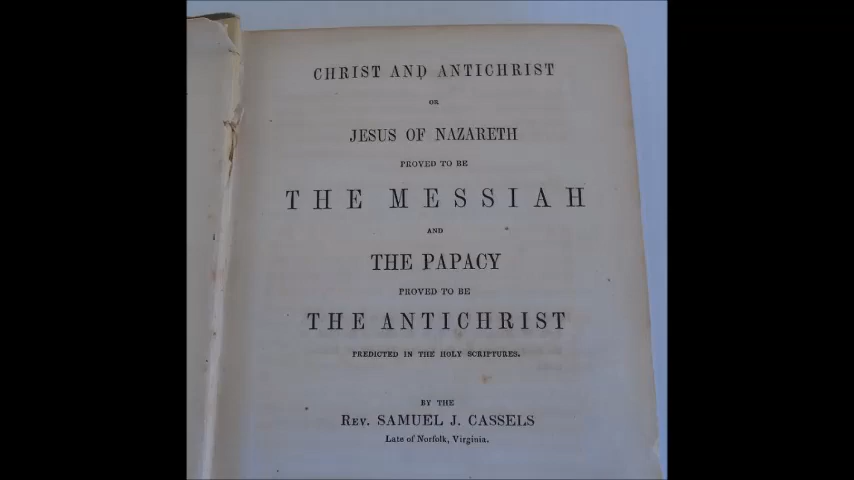 CHRIST AND ANTICHRIST
OR
JESUS OF NAZARETH
PROVED TO BE
THE MESSIAH
AND
THE PAPACY
PROVED TO BE
THE ANTICHRIST
PREDICTED IN THE HOLY SCRIPTURES.
BY THE
REV. SAMUEL J. CASSELS
Late of Norfolk, Virginia.